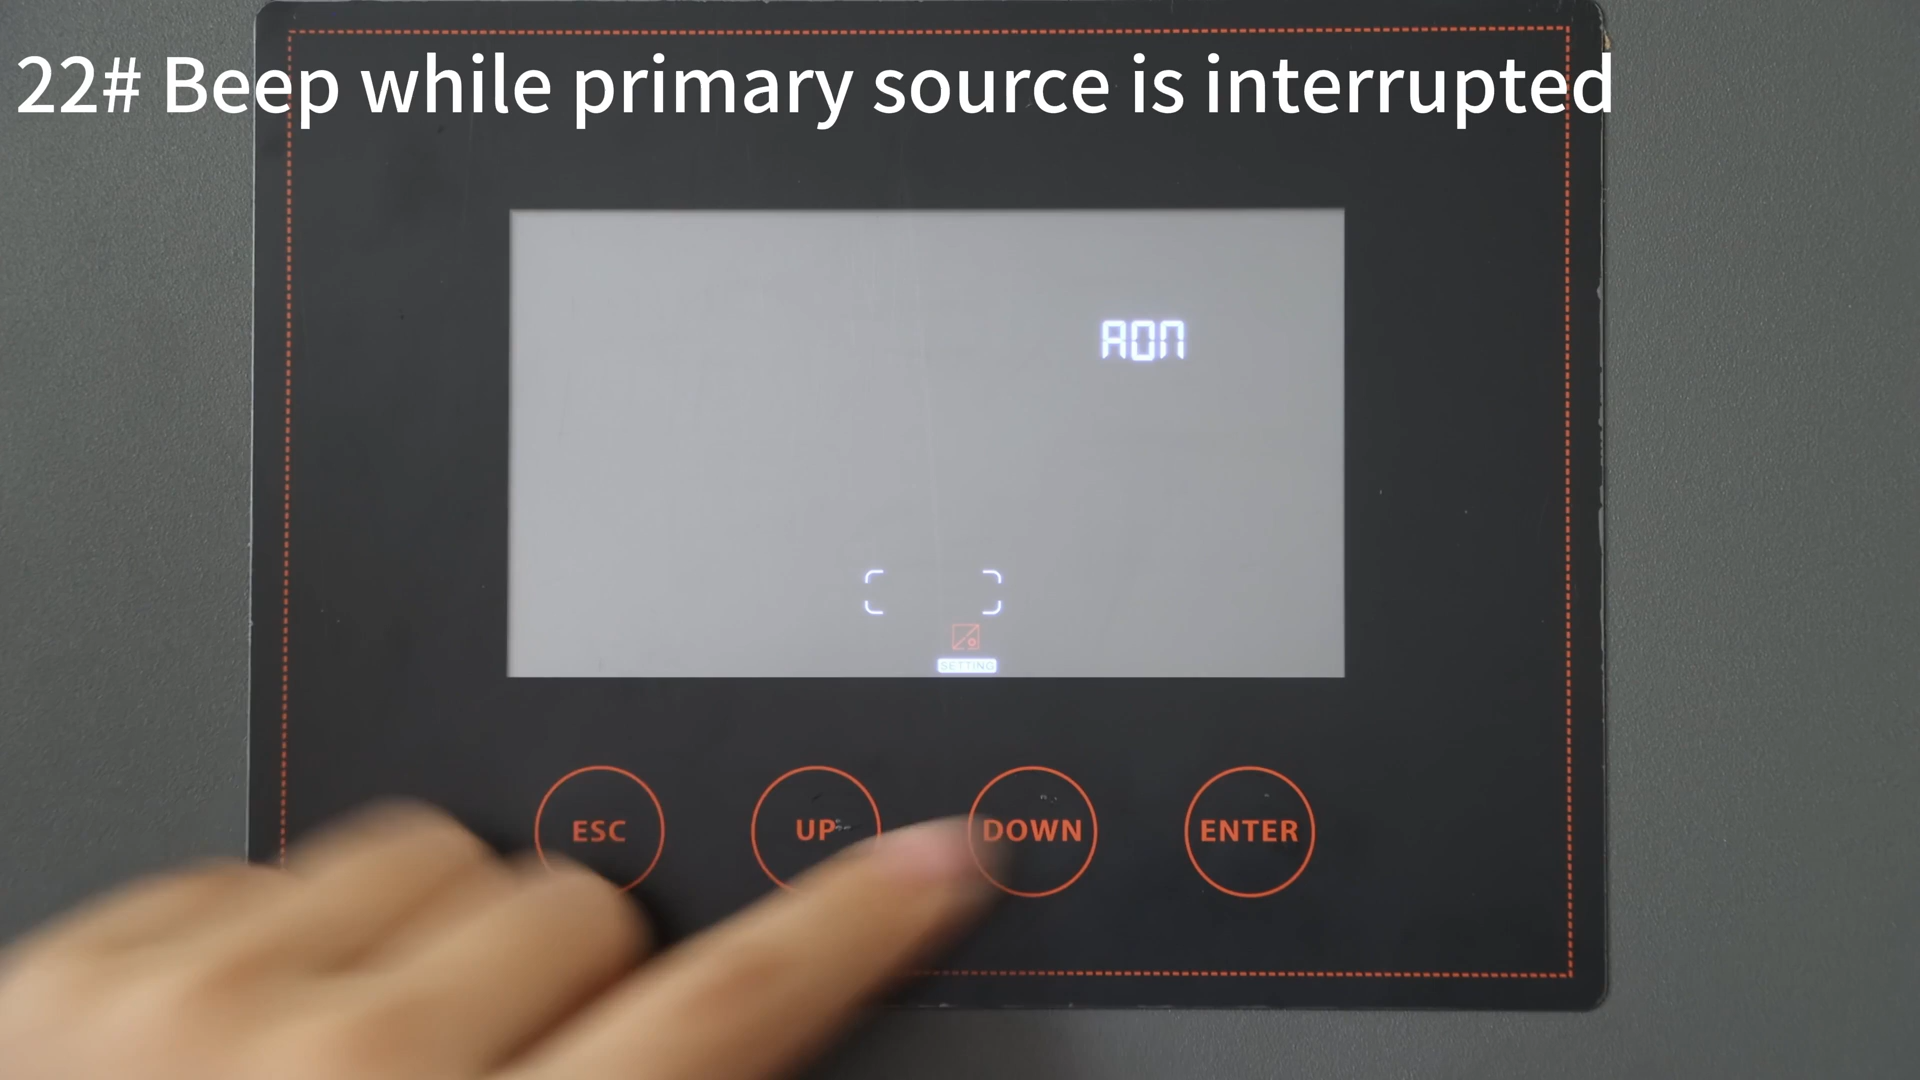 22# Beep while primary source is interrupted
AON
SETTING
ESC UP DOWN ENTER